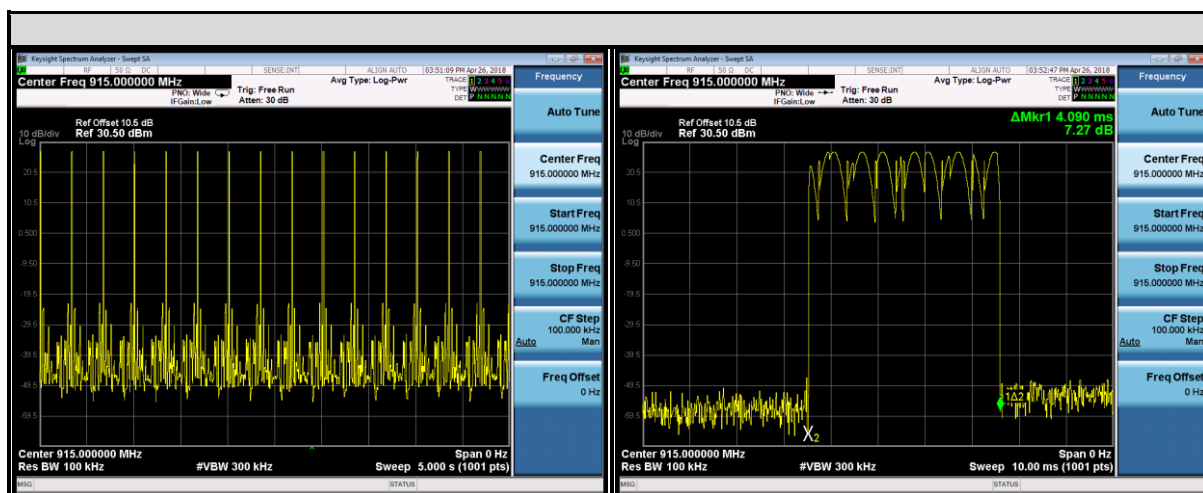 Keysight Spectrum Analyzer - Swept SA
RF 50 Ω DC SENSE:INT ALIGN AUTO 03:51:09 PM Apr 26, 2018
Center Freq 915.000000 MHz
PNO: Wide
IFGain:Low
Trig: Free Run
Atten: 30 dB
Avg Type: Log-Pwr
TRACE 1 2 3 4 5 6
TYPE W
DET P N N N N N
Ref Offset 10.5 dB
10 dB/div Ref 30.50 dBm
Log
20.5
10.5
0.500
-9.50
-19.5
-29.5
-39.5
-49.5
-59.5
Center 915.000000 MHz Span 0 Hz
Res BW 100 kHz #VBW 300 kHz Sweep 5.000 s (1001 pts)
MSG STATUS
Frequency
Auto Tune
Center Freq
915.000000 MHz
Start Freq
915.000000 MHz
Stop Freq
915.000000 MHz
CF Step
100.000 kHz
Auto Man
Freq Offset
0 Hz
Keysight Spectrum Analyzer - Swept SA
RF 50 Ω DC SENSE:INT ALIGN AUTO 03:52:47 PM Apr 26, 2018
Center Freq 915.000000 MHz
PNO: Wide
IFGain:Low
Trig: Free Run
Atten: 30 dB
Avg Type: Log-Pwr
TRACE 1 2 3 4 5 6
TYPE W
DET P N N N N N
ΔMkr1 4.090 ms
7.27 dB
Ref Offset 10.5 dB
10 dB/div Ref 30.50 dBm
Log
20.5
10.5
0.500
-9.50
-19.5
-29.5
-39.5
-49.5
-59.5
1Δ2
X2
Center 915.000000 MHz Span 0 Hz
Res BW 100 kHz #VBW 300 kHz Sweep 10.00 ms (1001 pts)
MSG STATUS
Frequency
Auto Tune
Center Freq
915.000000 MHz
Start Freq
915.000000 MHz
Stop Freq
915.000000 MHz
CF Step
100.000 kHz
Auto Man
Freq Offset
0 Hz